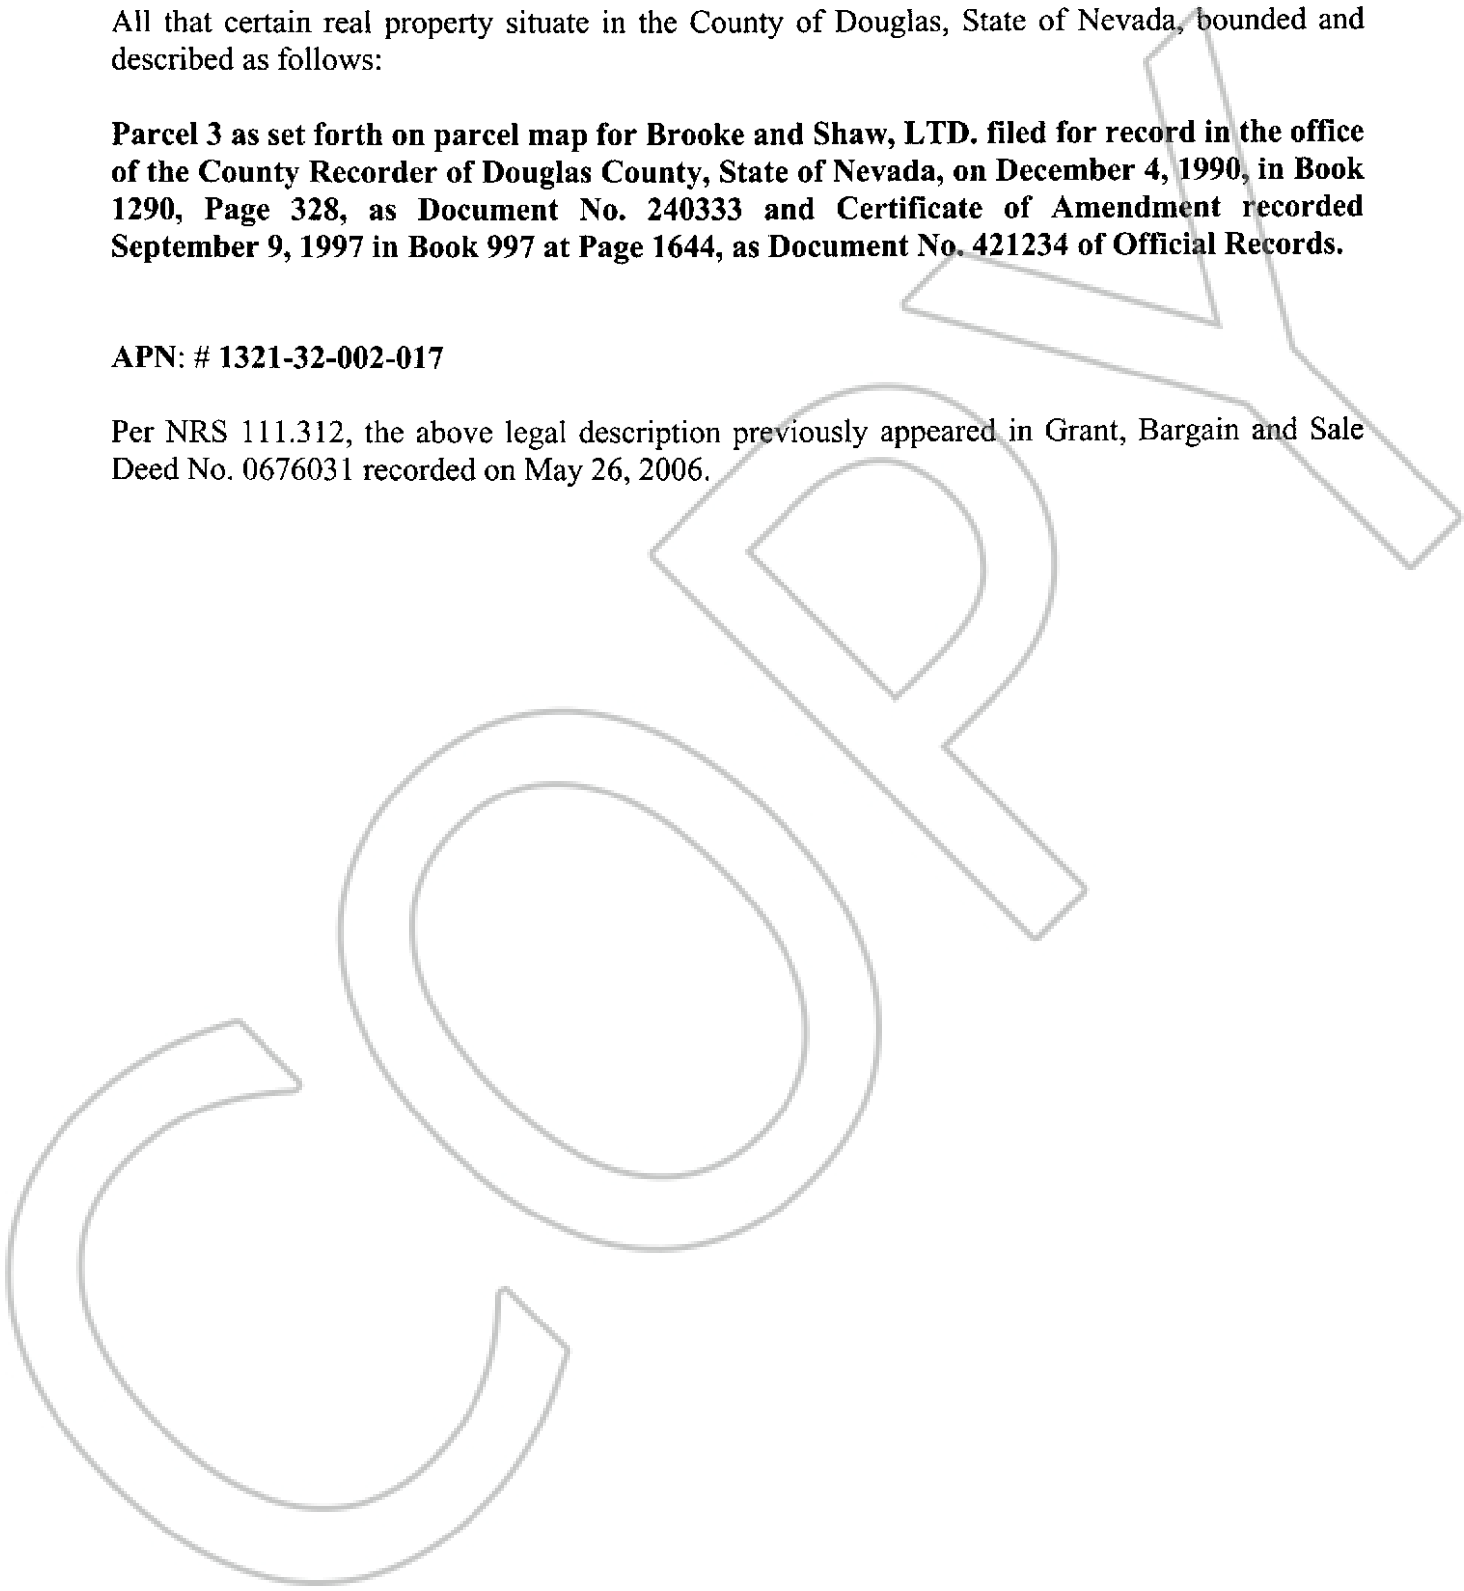 All that certain real property situate in the County of Douglas, State of Nevada, bounded and
described as follows:
Parcel 3 as set forth on parcel map for Brooke and Shaw, LTD. filed for record in the office
of the County Recorder of Douglas County, State of Nevada, on December 4, 1990, in Book
1290, Page 328, as Document No. 240333 and Certificate of Amendment recorded
September 9, 1997 in Book 997 at Page 1644, as Document No. 421234 of Official Records.
APN: # 1321-32-002-017
Per NRS 111.312, the above legal description previously appeared in Grant, Bargain and Sale
Deed No. 0676031 recorded on May 26, 2006.
COPY